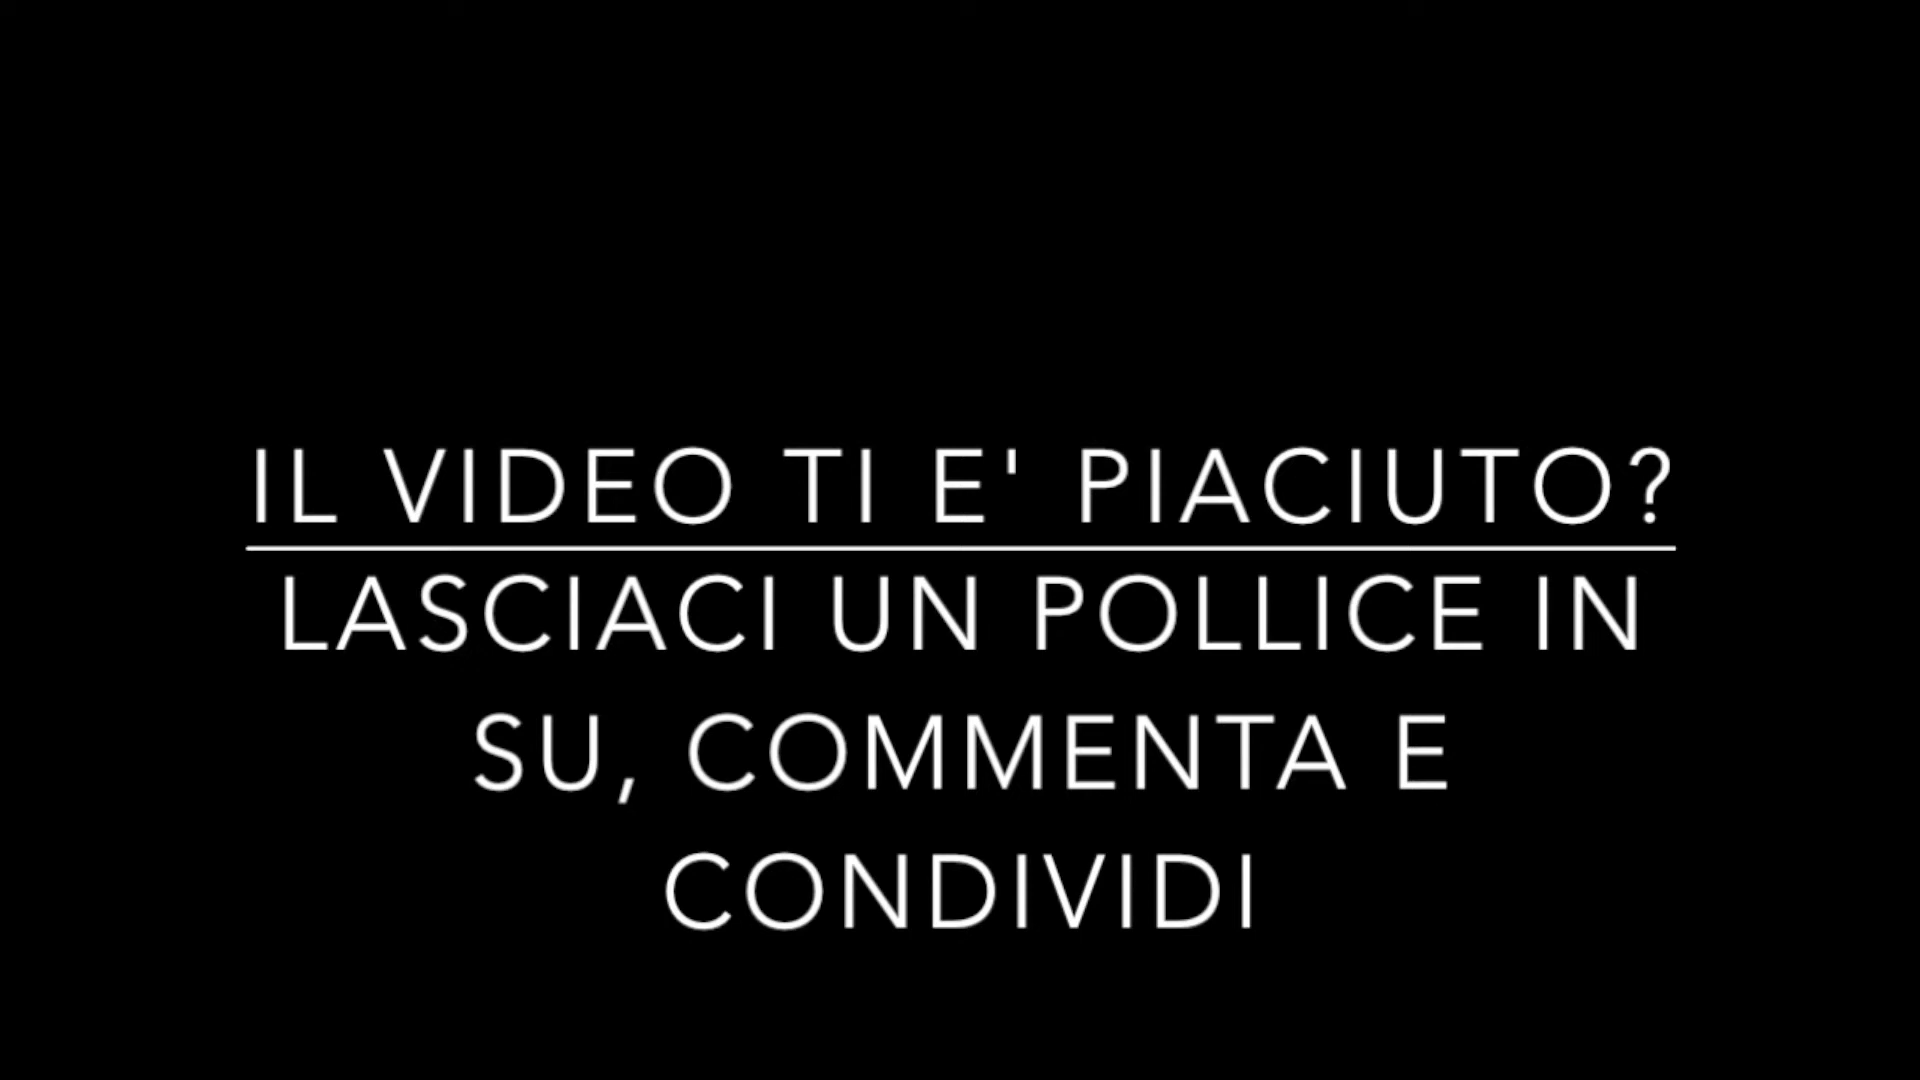 IL VIDEO TI E' PIACIUTO?
LASCIACI UN POLLICE IN
SU, COMMENTA E
CONDIVIDI